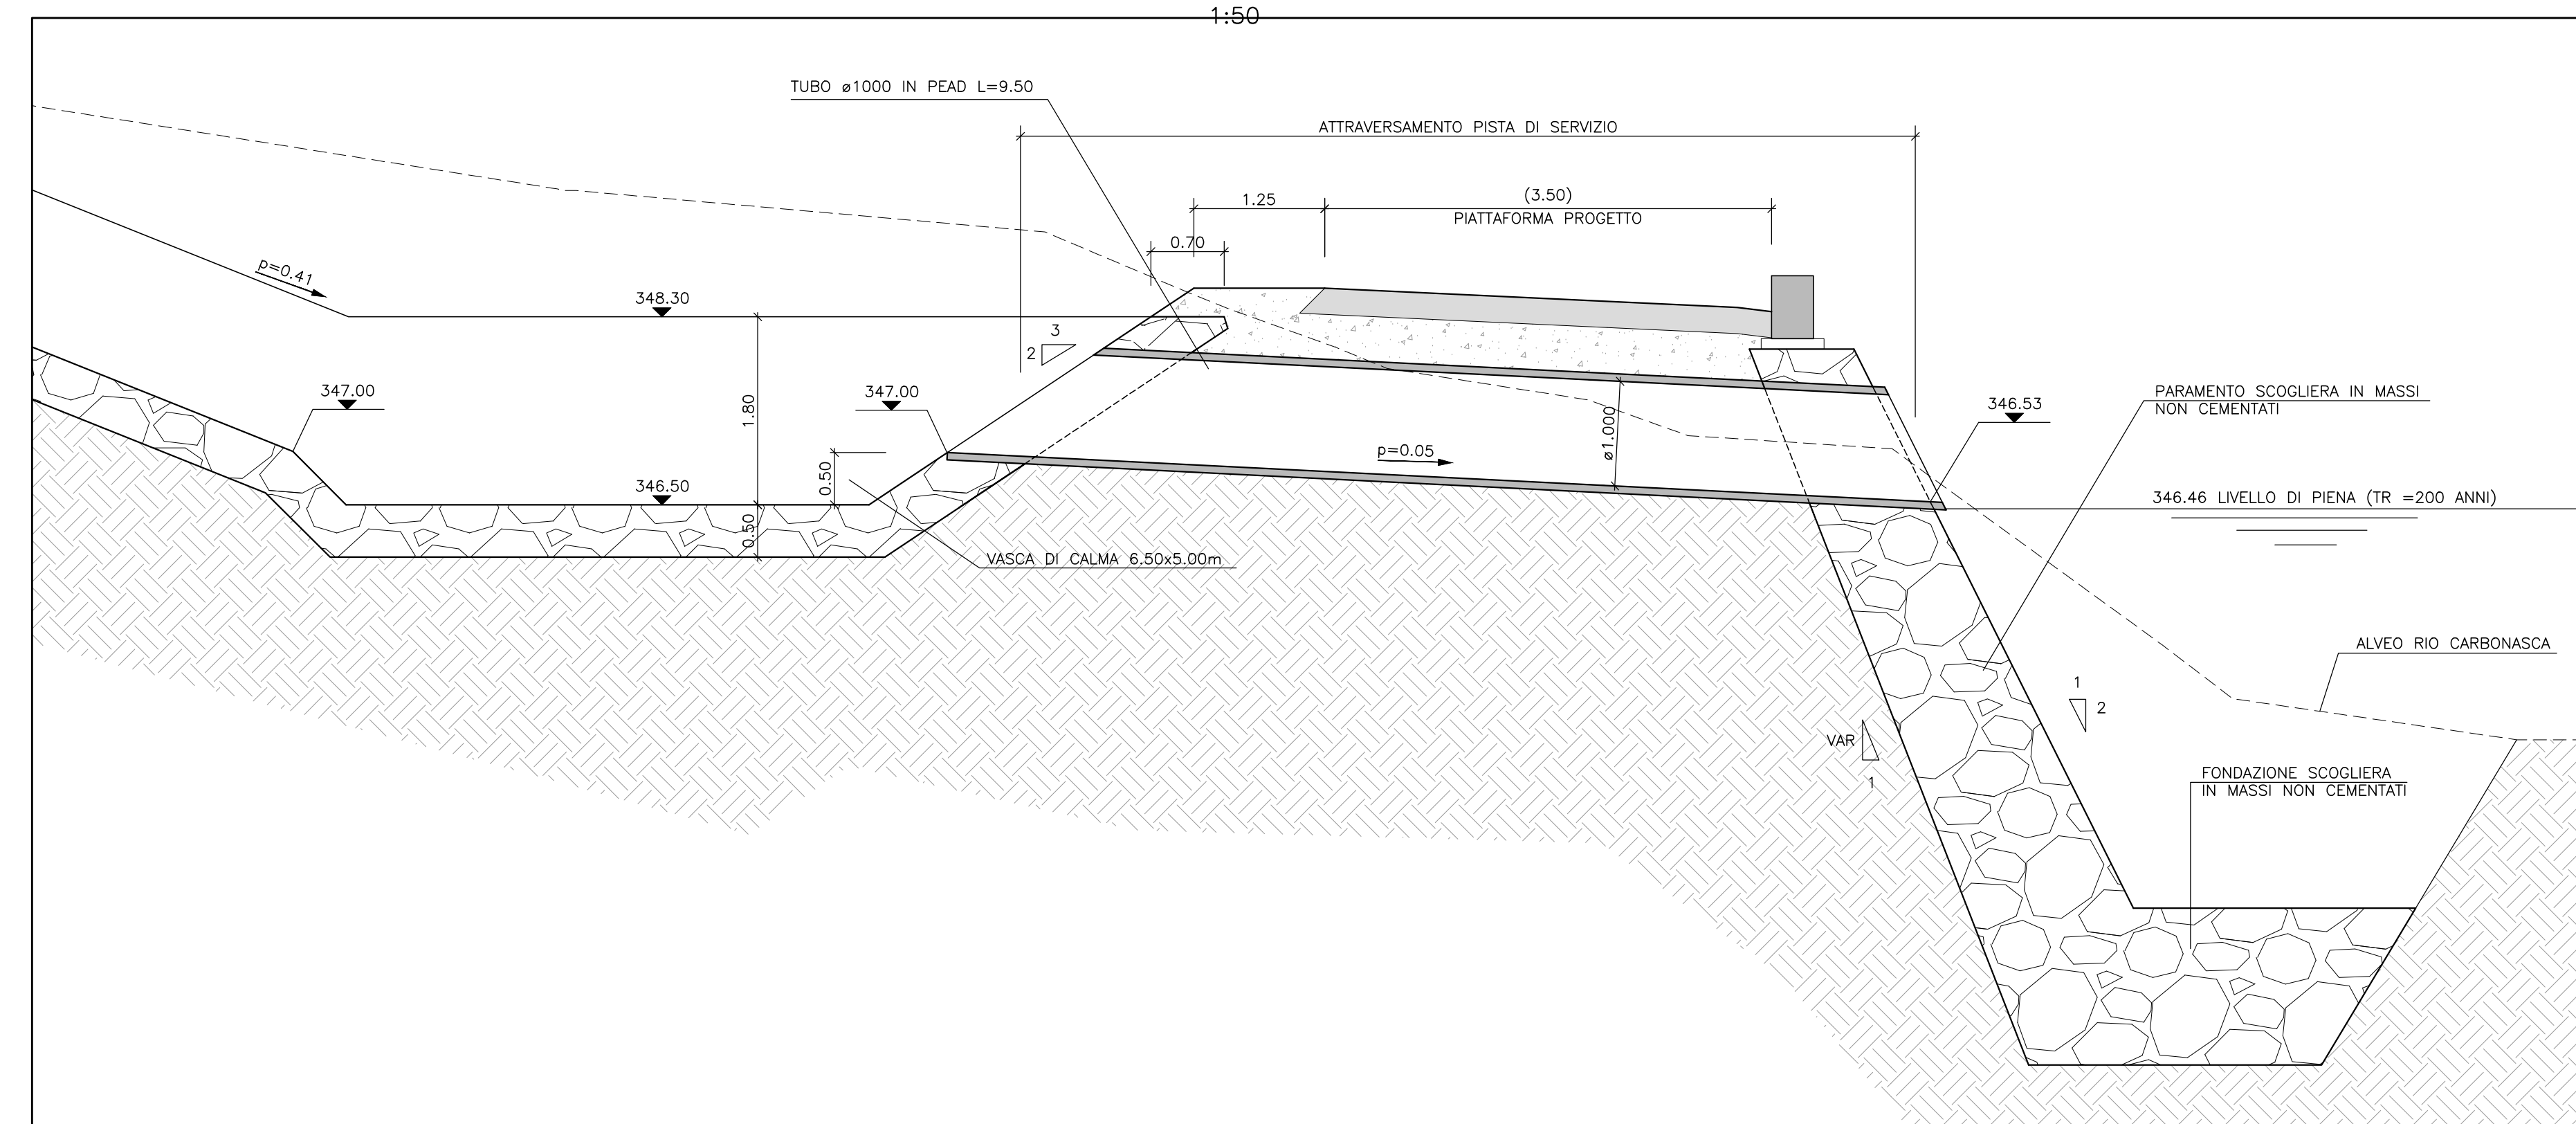 1:50
TUBO ø1000 IN PEAD L=9.50
ATTRAVERSAMENTO PISTA DI SERVIZIO
1.25
(3.50)
PIATTAFORMA PROGETTO
0.70
p=0.41
348.30
3
2
347.00
347.00
1.80
0.50
346.50
0.50
VASCA DI CALMA 6.50x5.00m
p=0.05
ø1.000
346.53
PARAMENTO SCOGLIERA IN MASSI
NON CEMENTATI
346.46 LIVELLO DI PIENA (TR =200 ANNI)
ALVEO RIO CARBONASCA
1
2
VAR
1
FONDAZIONE SCOGLIERA
IN MASSI NON CEMENTATI